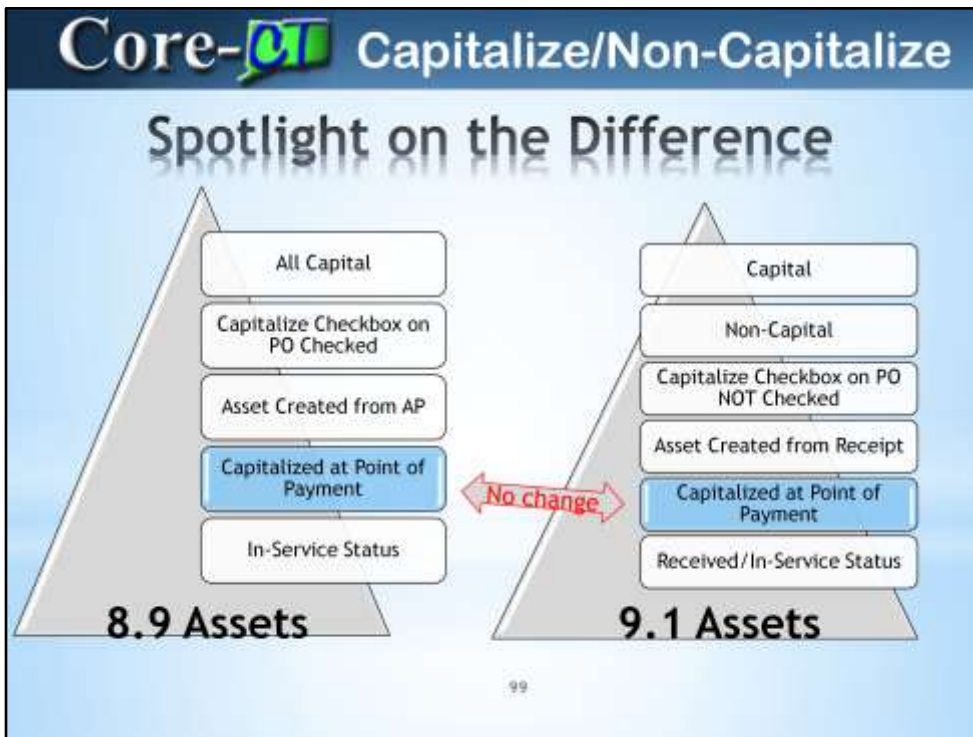 Core-CT Capitalize/Non-Capitalize
Spotlight on the Difference
All Capital
Capitalize Checkbox on
PO Checked
Asset Created from AP
Capitalized at Point of
Payment
In-Service Status
8.9 Assets
No change
Capital
Non-Capital
Capitalize Checkbox on PO
NOT Checked
Asset Created from Receipt
Capitalized at Point of
Payment
Received/In-Service Status
9.1 Assets
99